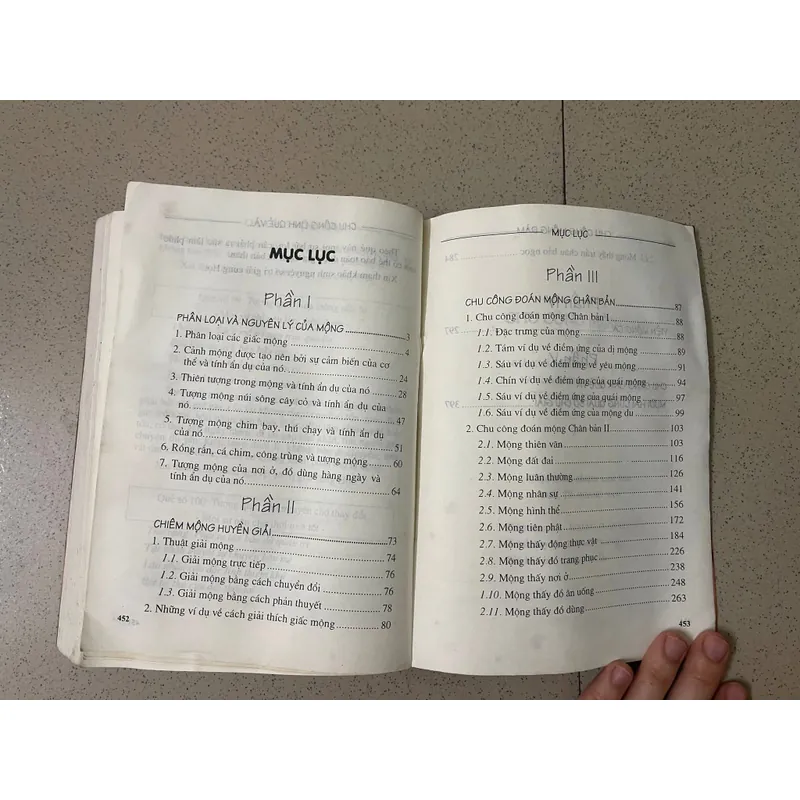 MỤC LỤC
Phần I
PHÂN LOẠI VÀ NGUYÊN LÝ CỦA MỘNG 3
1. Phân loại các giấc mộng 4
2. Cảnh mộng được tạo nên bởi sự cảm biến của cơ
thể và tính ẩn dụ của nó. 24
3. Thiên tượng trong mộng và tính ẩn dụ của nó 28
4. Tượng mộng núi sông cây cỏ và tính ẩn dụ của
nó. 47
5. Tượng mộng chim bay, thú chạy và tính ẩn dụ
của nó 51
6. Rồng rắn, cá chim, công trùng và tượng mộng 60
7. Tượng mộng của nơi ở, đồ dùng hàng ngày và
tính ẩn dụ của nó. 64
Phần II
CHIÊM MỘNG HUYỀN GIẢI 73
1. Thuật giải mộng 74
1.1. Giải mộng trực tiếp 76
1.2. Giải mộng bằng cách chuyển đổi 76
1.3. Giải mộng bằng cách phản thuyết 78
2. Những ví dụ về cách giải thích giấc mộng 80
452
MỤC LỤC
Phần III
CHU CÔNG ĐOÁN MỘNG CHÂN BẢN 87
1. Chu công đoán mộng Chân bản I 88
1.1. Đặc trưng của mộng 88
1.2. Tám ví dụ về điềm ứng của dị mộng 89
1.3. Sáu ví dụ về điềm ứng về yêu mộng 91
1.4. Chín ví dụ về điềm ứng của quái mộng 94
1.5. Sáu ví dụ về điềm ứng của quái mộng 97
1.6. Sáu ví dụ về điềm ứng của mộng du 99
2. Chu công đoán mộng Chân bản II 103
2.1. Mộng thiên văn 103
2.2. Mộng đất đai 116
2.3. Mộng luân thường 126
2.4. Mộng nhân sự 141
2.5. Mộng hình thể 156
2.6. Mộng tiên phật 172
2.7. Mộng thấy động thực vật 184
2.8. Mộng thấy đồ trang phục 226
2.9. Mộng thấy nơi ở 238
1.10. Mộng thấy đồ ăn uống 248
2.11. Mộng thấy đồ dùng 263
453